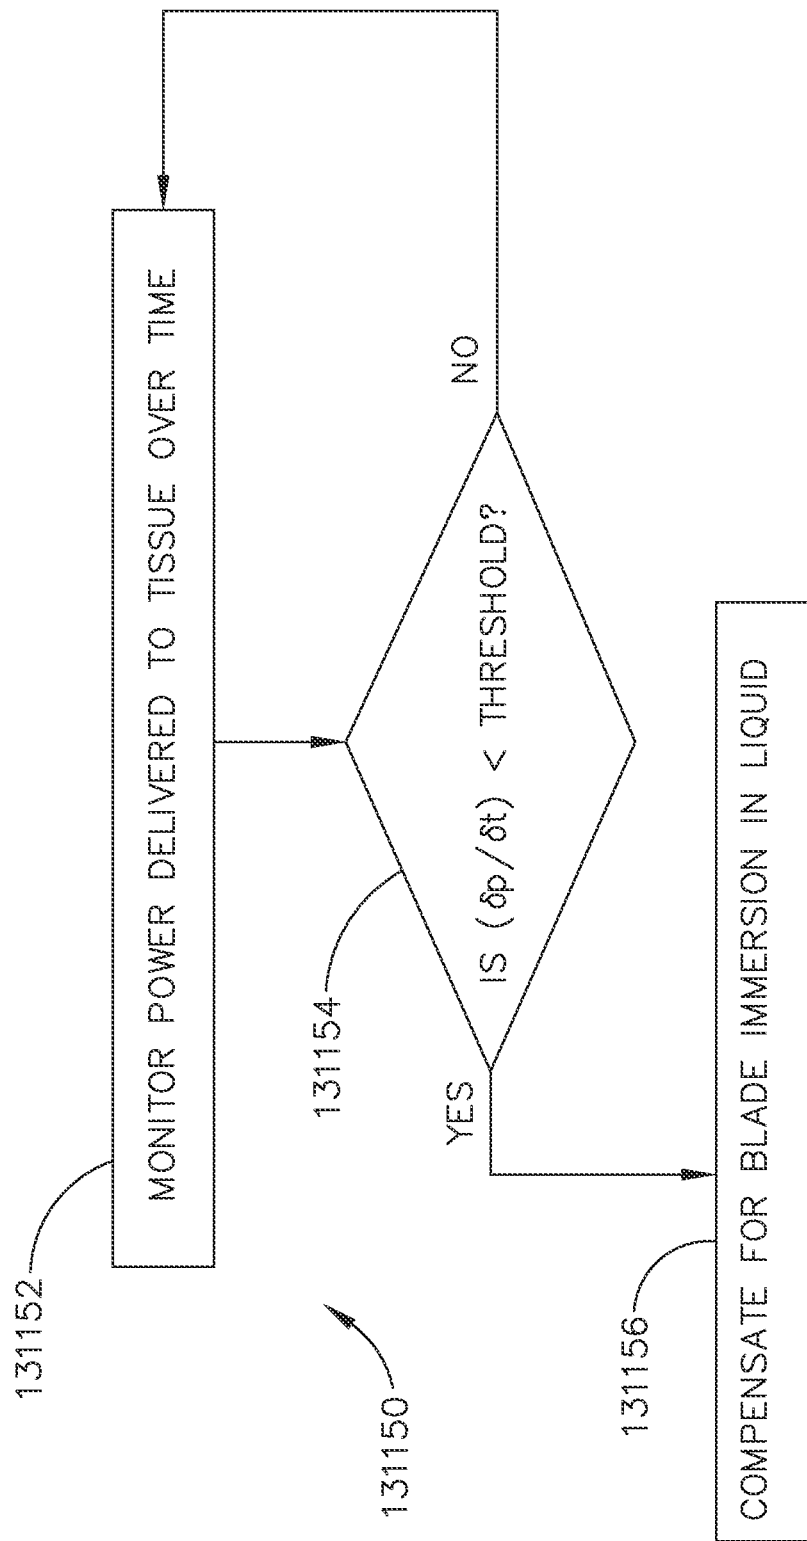 131152
MONITOR POWER DELIVERED TO TISSUE OVER TIME
131150
131154
IS (δp/δt) < THRESHOLD?
NO
YES
131156
COMPENSATE FOR BLADE IMMERSION IN LIQUID